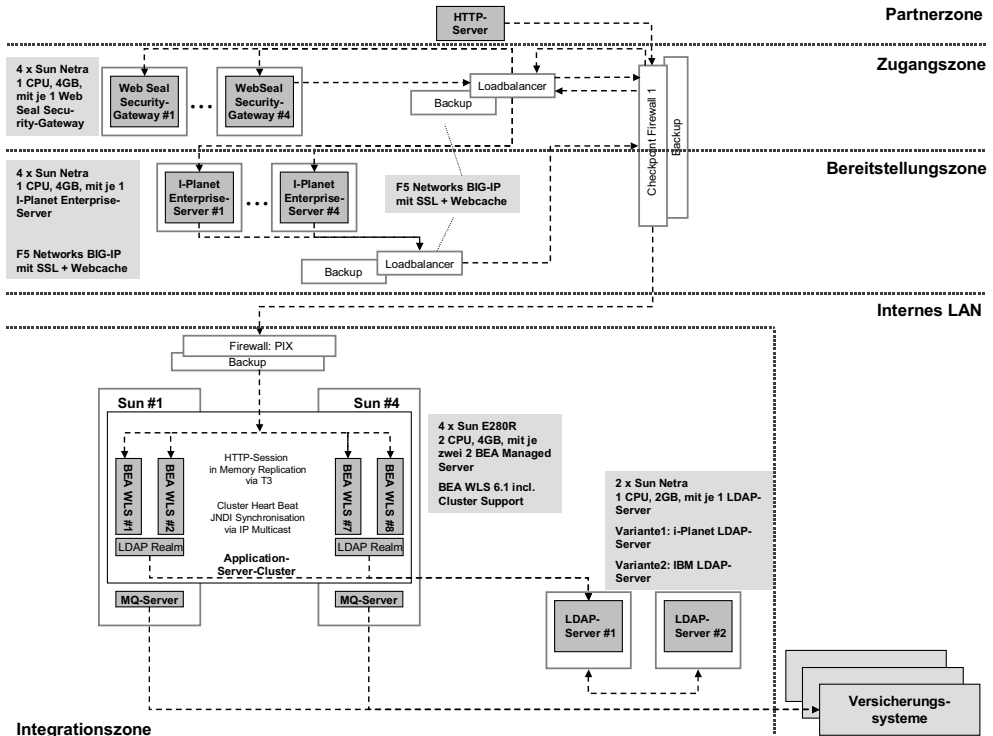 HTTP-
Server
Partnerzone
Zugangszone
4 x Sun Netra
1 CPU, 4GB,
mit je 1 Web
Seal Secu-
rity-Gateway
Web Seal
Security-
Gateway #1
...
WebSeal
Security-
Gateway #4
Loadbalancer
Backup
Checkpoint Firewall 1
Backup
Bereitstellungszone
4 x Sun Netra
1 CPU, 4GB, mit je 1
I-Planet Enterprise-
Server
F5 Networks BIG-IP
mit SSL + Webcache
I-Planet
Enterprise-
Server #1
...
I-Planet
Enterprise-
Server #4
F5 Networks BIG-IP
mit SSL + Webcache
Loadbalancer
Backup
Internes LAN
Firewall: PIX
Backup
Sun #1
Sun #4
BEA WLS #1
BEA WLS #2
HTTP-Session
in Memory Replication
via T3
Cluster Heart Beat
JNDI Synchronisation
via IP Multicast
BEA WLS #7
BEA WLS #8
LDAP Realm
LDAP Realm
Application-
Server-Cluster
MQ-Server
MQ-Server
4 x Sun E280R
2 CPU, 4GB, mit je
zwei 2 BEA Managed
Server
BEA WLS 6.1 incl.
Cluster Support
2 x Sun Netra
1 CPU, 2GB, mit je 1 LDAP-
Server
Variante1: i-Planet LDAP-
Server
Variante2: IBM LDAP-
Server
LDAP-
Server #1
LDAP-
Server #2
Versicherungs-
systeme
Integrationszone